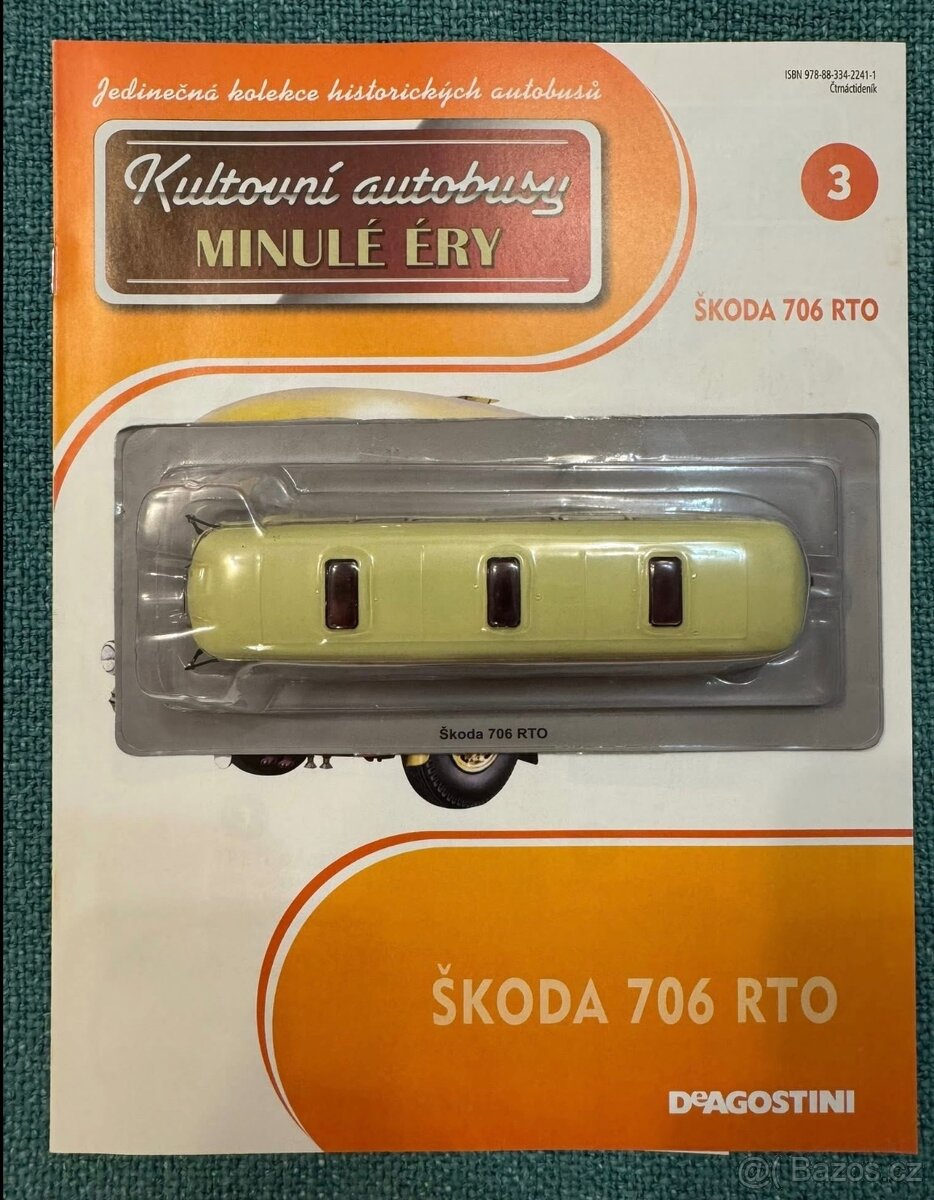 Jedinečná kolekce historických autobusů
ISBN 978-88-334-2241-1
Čtrnáctideník
Kultovní autobusy
MINULÉ ÉRY
3
ŠKODA 706 RTO
Škoda 706 RTO
ŠKODA 706 RTO
DeAGOSTINI
@( Bazos.cz